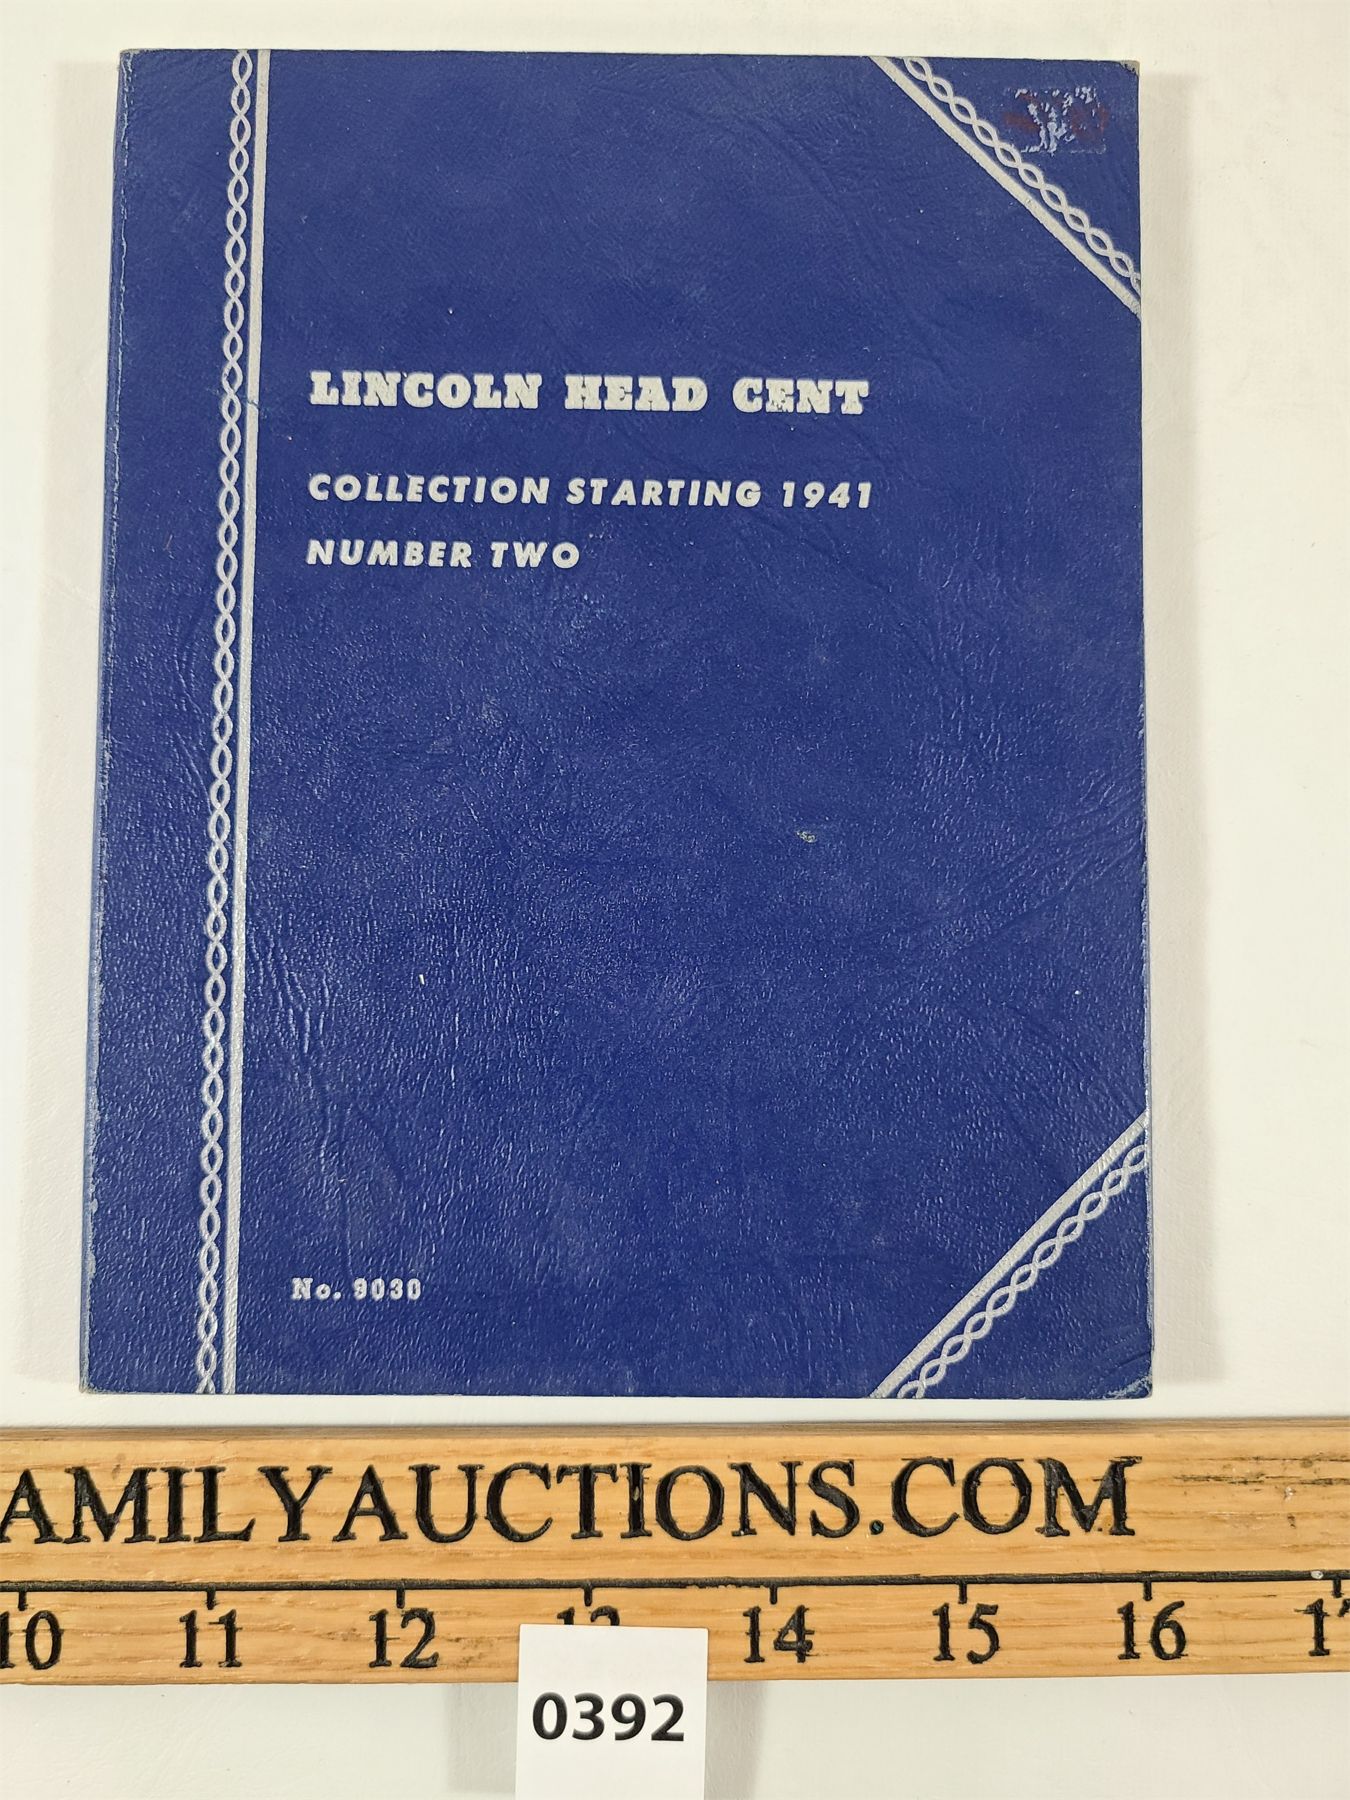 LINCOLN HEAD CENT
COLLECTION STARTING 1941
NUMBER TWO
No. 9030
AMILYAUCTIONS.COM
10 11 12 13 14 15 16
0392